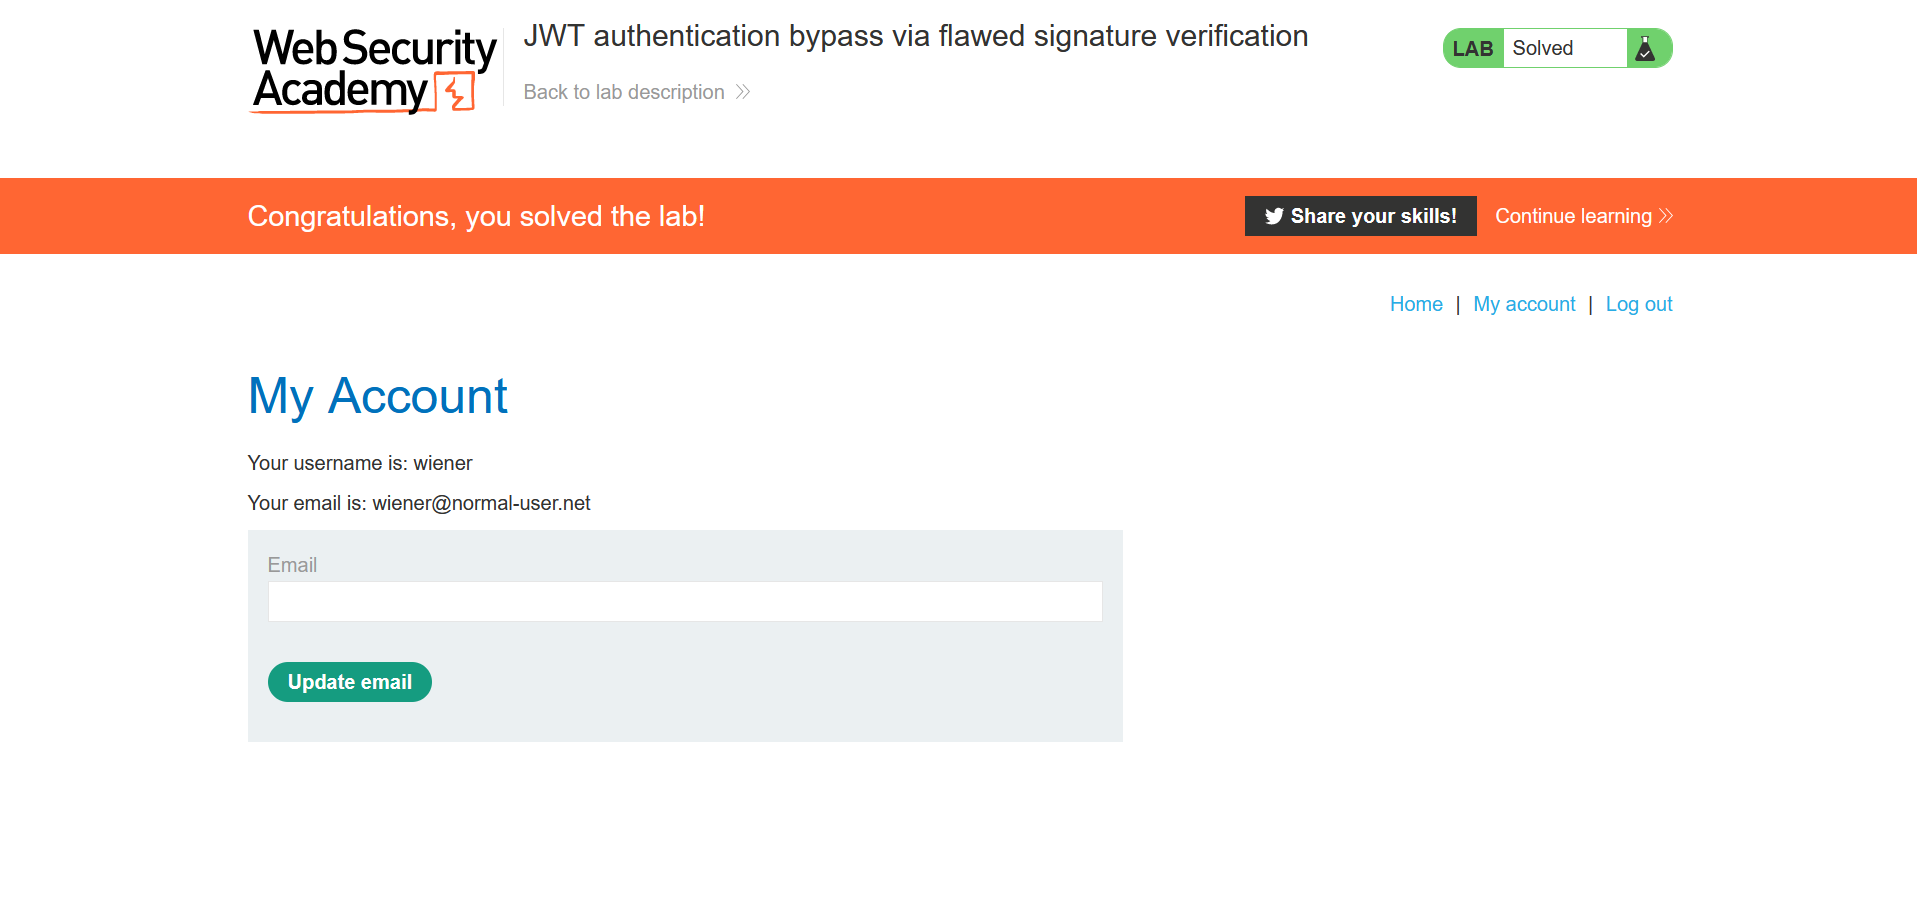 Web Security
Academy
JWT authentication bypass via flawed signature verification
Back to lab description
LAB Solved
Congratulations, you solved the lab!
Share your skills!
Continue learning
Home | My account | Log out
My Account
Your username is: wiener
Your email is: wiener@normal-user.net
Email
Update email